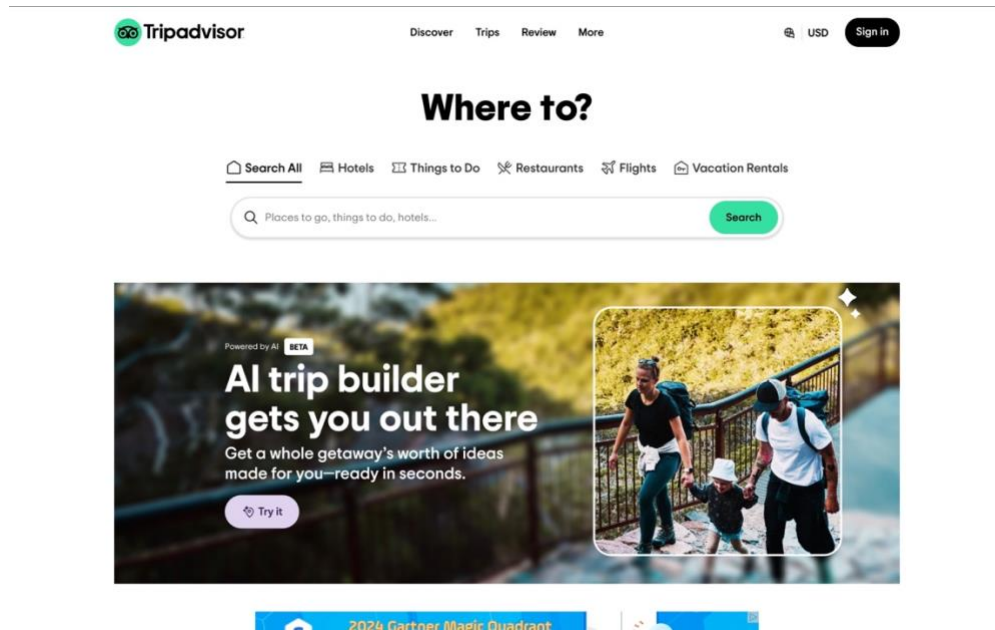 Tripadvisor
Discover Trips Review More
USD
Sign in
Where to?
Search All Hotels Things to Do Restaurants Flights Vacation Rentals
Places to go, things to do, hotels...
Search
Powered by AI BETA
AI trip builder
gets you out there
Get a whole getaway's worth of ideas
made for you—ready in seconds.
Try it
2024 Gartner Magic Quadrant